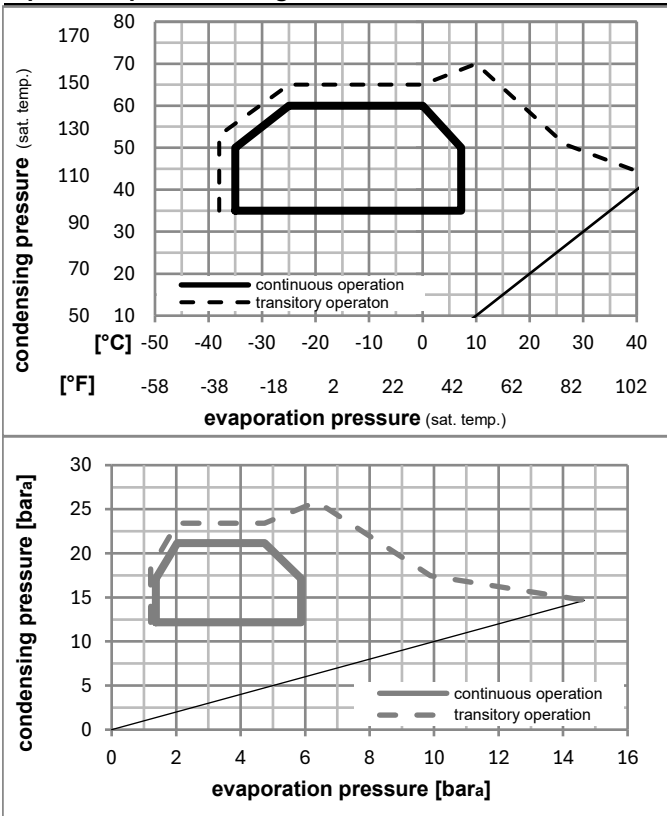 80
170
70
150
60
130
50
110
40
90
30
70
20
50
10
condensing pressure (sat. temp.)
continuous operation
transitory operaton
[°C] -50 -40 -30 -20 -10 0 10 20 30 40
[°F] -58 -38 -18 2 22 42 62 82 102
evaporation pressure (sat. temp.)
30
25
20
15
10
5
0
condensing pressure [bara]
continuous operation
transitory operation
0 2 4 6 8 10 12 14 16
evaporation pressure [bara]